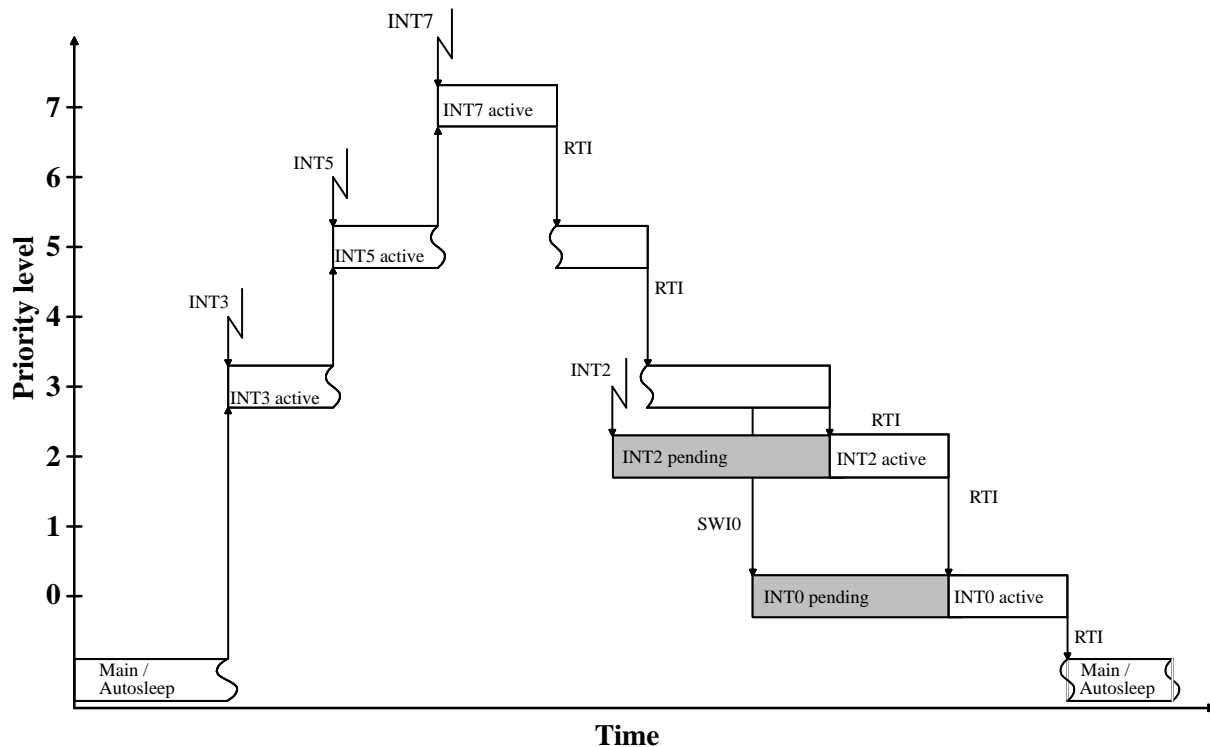 INT7
7
INT7 active
RTI
INT5
6
5
INT5 active
RTI
INT3
4
3
INT3 active
INT2
RTI
2
INT2 pending
INT2 active
RTI
1
SWI0
0
INT0 pending
INT0 active
RTI
Main /
Autosleep
Main /
Autosleep
Priority level
Time